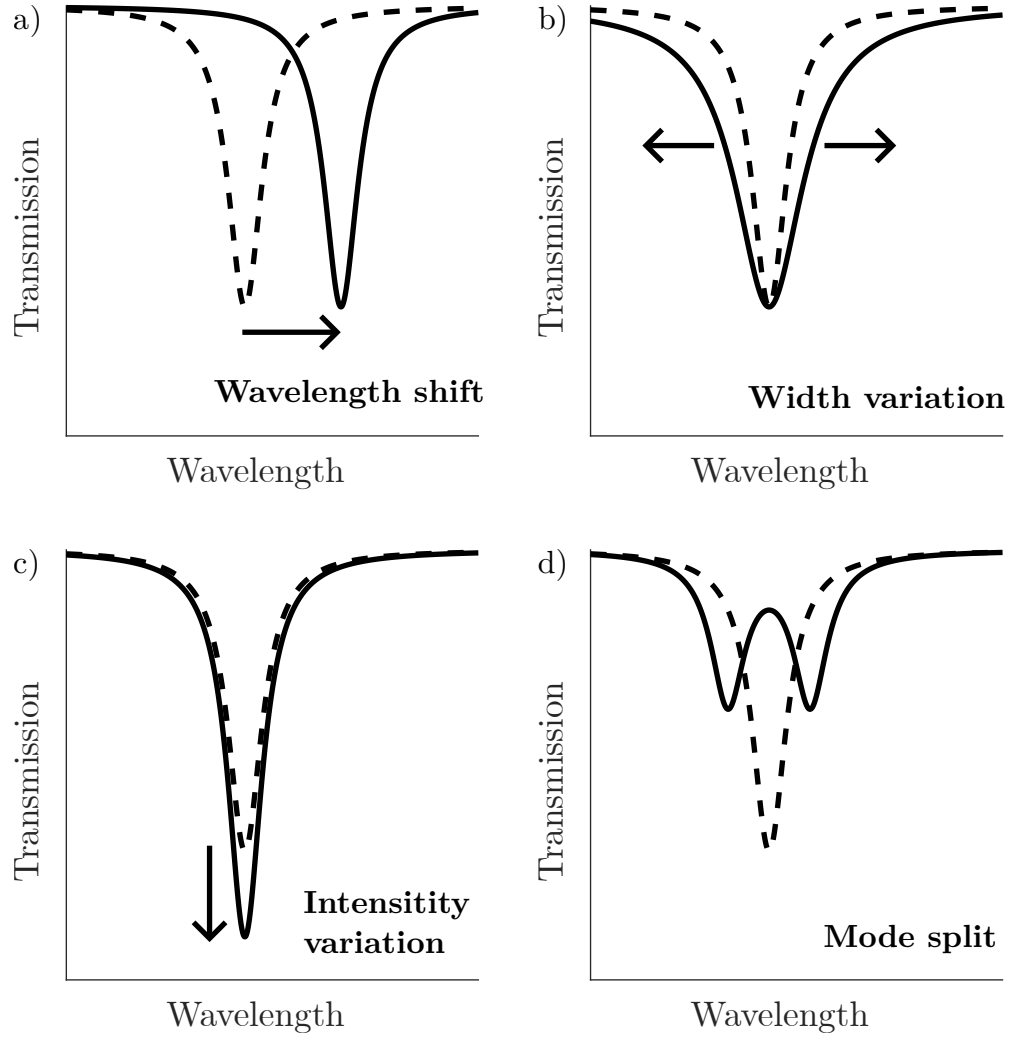 a)
Transmission
Wavelength shift
Wavelength
b)
Transmission
Width variation
Wavelength
c)
Transmission
Intensitity
variation
Wavelength
d)
Transmission
Mode split
Wavelength